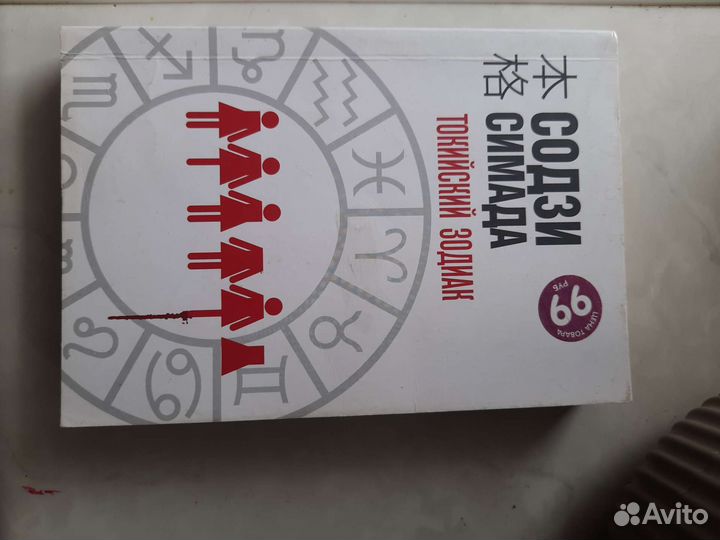 本格
СОДЗИ
СИМАДА
ТОКИЙСКИЙ ЗОДИАК
ЦЕНА ТОВАРА
99
РУБ
Avito